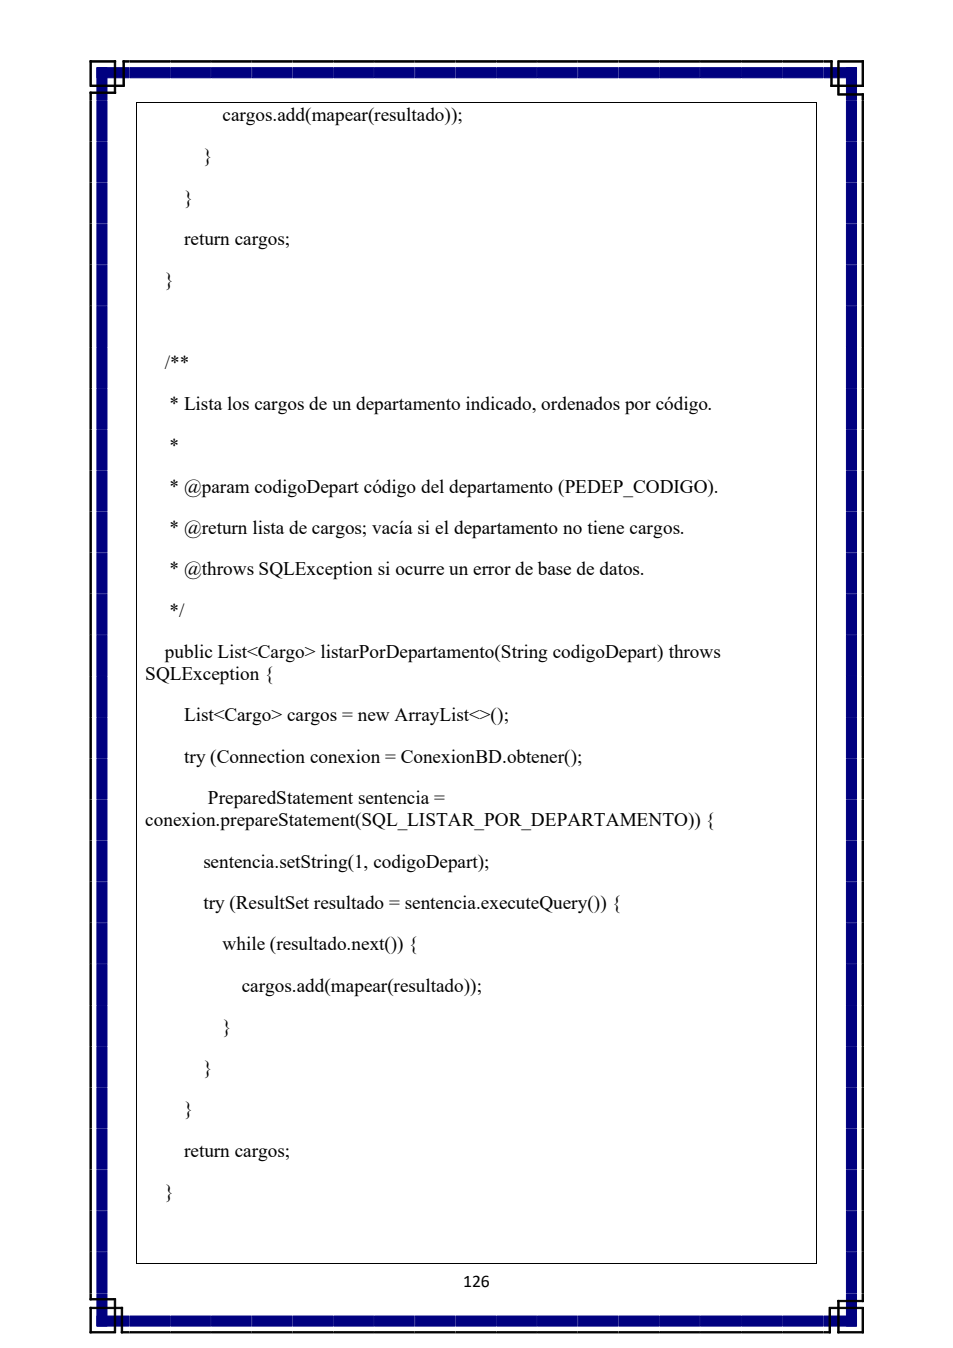 cargos.add(mapear(resultado));
}
}
return cargos;
}
/**
* Lista los cargos de un departamento indicado, ordenados por código.
*
* @param codigoDepart código del departamento (PEDEP_CODIGO).
* @return lista de cargos; vacía si el departamento no tiene cargos.
* @throws SQLException si ocurre un error de base de datos.
*/
public List<Cargo> listarPorDepartamento(String codigoDepart) throws
SQLException {
List<Cargo> cargos = new ArrayList<>();
try (Connection conexion = ConexionBD.obtener();
PreparedStatement sentencia =
conexion.prepareStatement(SQL_LISTAR_POR_DEPARTAMENTO)) {
sentencia.setString(1, codigoDepart);
try (ResultSet resultado = sentencia.executeQuery()) {
while (resultado.next()) {
cargos.add(mapear(resultado));
}
}
}
return cargos;
}
126